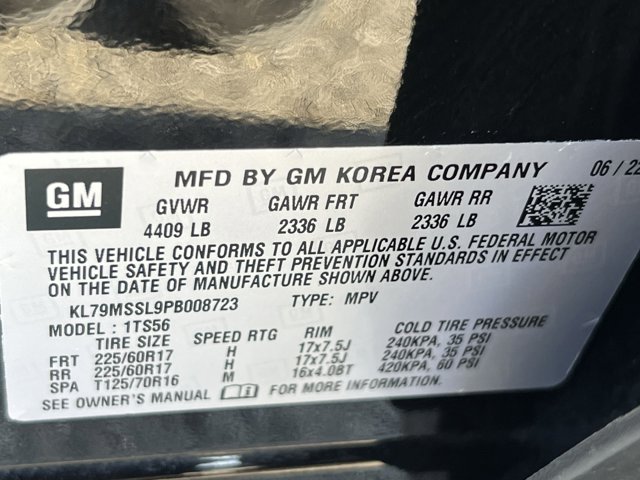 GM MFD BY GM KOREA COMPANY 06/22
GVWR GAWR FRT GAWR RR
4409 LB 2336 LB 2336 LB
THIS VEHICLE CONFORMS TO ALL APPLICABLE U.S. FEDERAL MOTOR
VEHICLE SAFETY AND THEFT PREVENTION STANDARDS IN EFFECT
ON THE DATE OF MANUFACTURE SHOWN ABOVE.
KL79MSSL9PB008723 TYPE: MPV
MODEL: 1TS56
TIRE SIZE SPEED RTG RIM COLD TIRE PRESSURE
FRT 225/60R17 H 17x7.5J 240KPA, 35 PSI
RR 225/60R17 H 17x7.5J 240KPA, 35 PSI
SPA T125/70R16 M 16x4.0BT 420KPA, 60 PSI
SEE OWNER'S MANUAL FOR MORE INFORMATION.